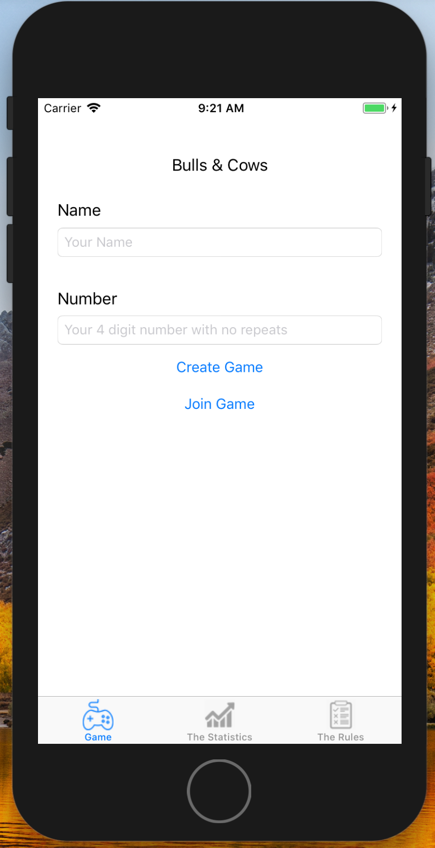 Carrier 9:21 AM
Bulls & Cows
Name
Your Name
Number
Your 4 digit number with no repeats
Create Game
Join Game
Game The Statistics The Rules